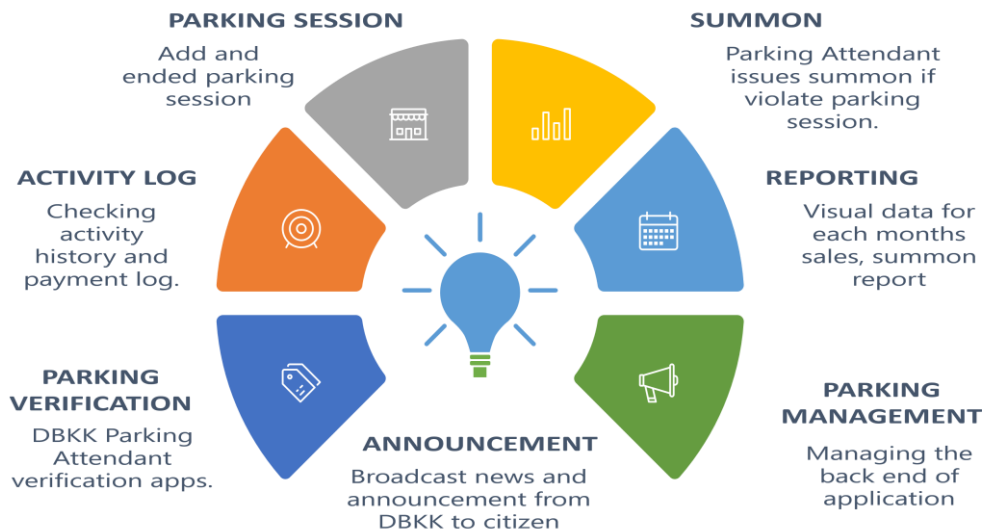 PARKING SESSION
Add and
ended parking
session
SUMMON
Parking Attendant
issues summon if
violate parking
session.
ACTIVITY LOG
Checking
activity
history and
payment log.
REPORTING
Visual data for
each months
sales, summon
report
PARKING
VERIFICATION
DBKK Parking
Attendant
verification apps.
ANNOUNCEMENT
Broadcast news and
announcement from
DBKK to citizen
PARKING
MANAGEMENT
Managing the
back end of
application